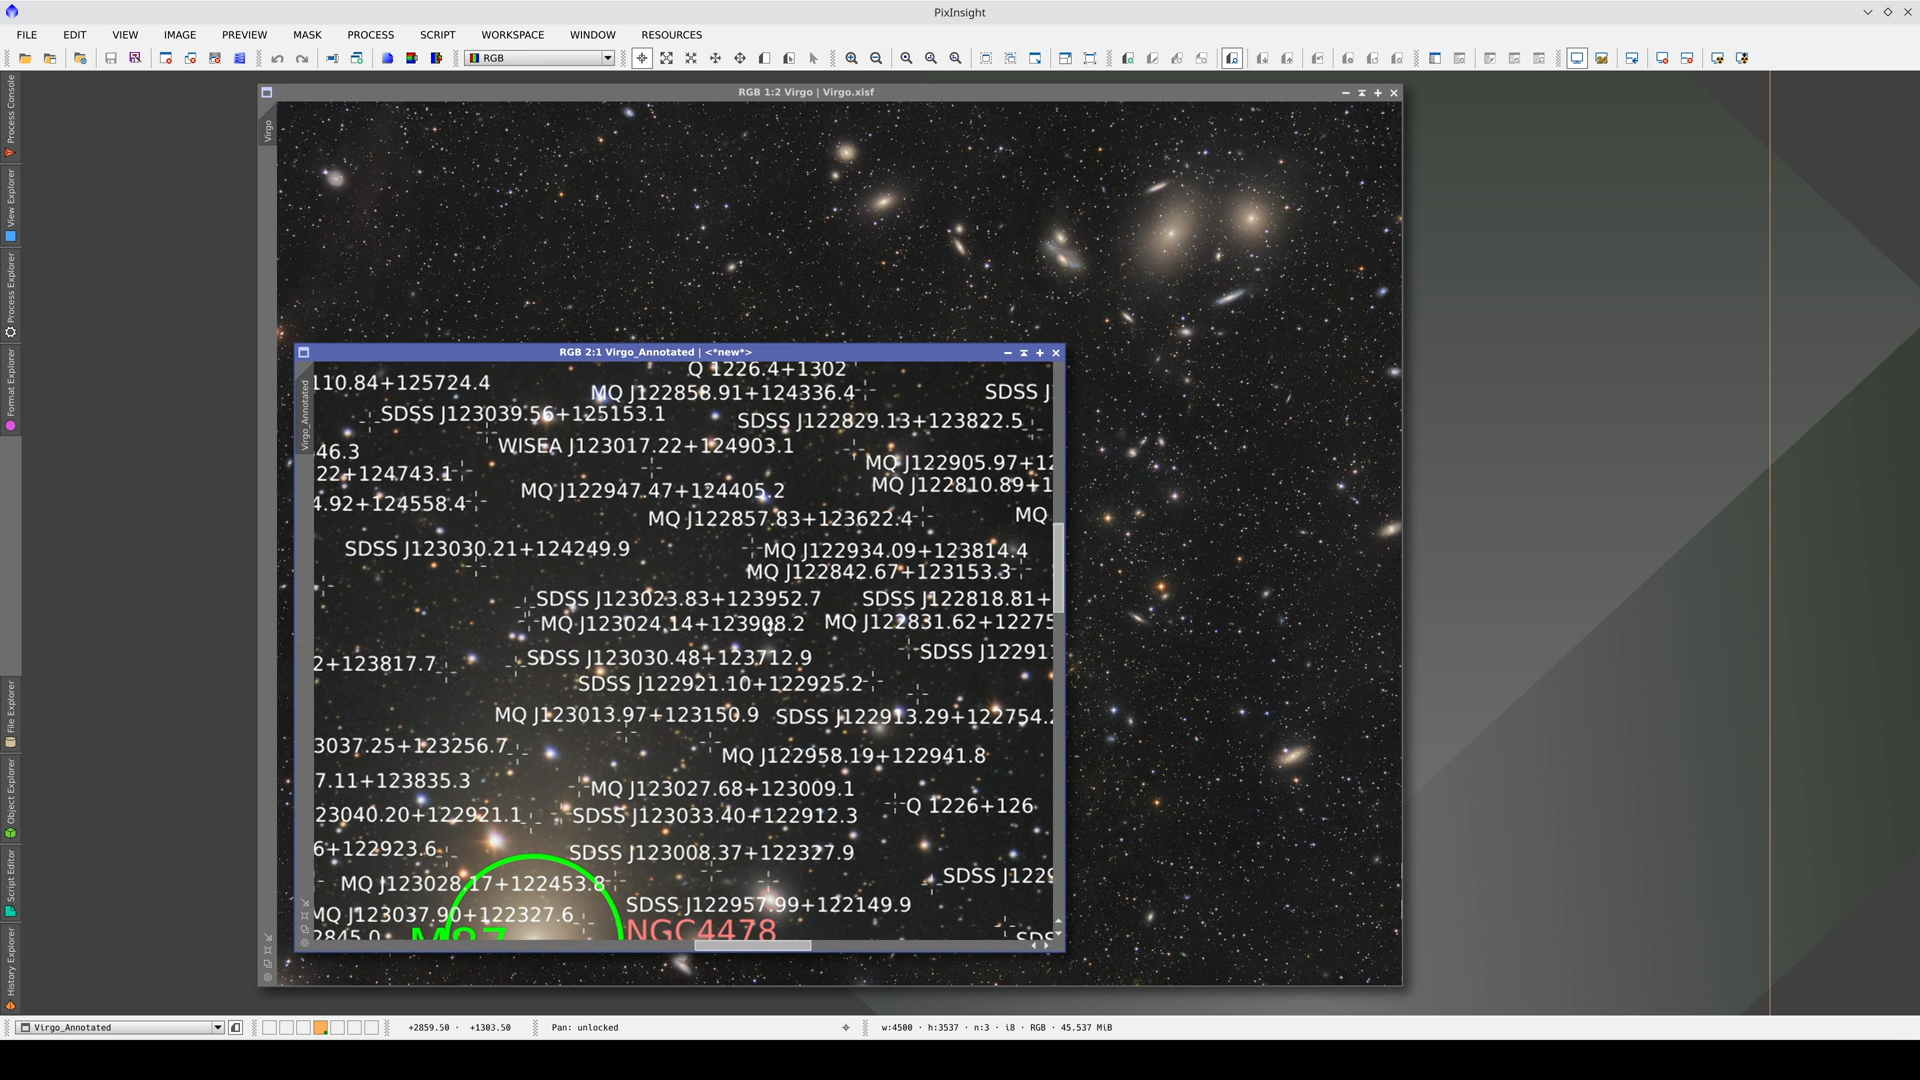 PixInsight
FILE EDIT VIEW IMAGE PREVIEW MASK PROCESS SCRIPT WORKSPACE WINDOW RESOURCES
RGB
Process Console
View Explorer
Process Explorer
Format Explorer
File Explorer
Object Explorer
Script Editor
History Explorer
RGB 1:2 Virgo | Virgo.xisf
Virgo
RGB 2:1 Virgo_Annotated | <*new*>
Virgo_Annotated
Q 1226.4+1302
110.84+125724.4
MQ J122858.91+124336.4
SDSS J
SDSS J123039.56+125153.1
SDSS J122829.13+123822.5
WISEA J123017.22+124903.1
46.3
MQ J122905.97+12
22+124743.1
MQ J122947.47+124405.2
MQ J122810.89+1
4.92+124558.4
MQ J122857.83+123622.4
MQ
SDSS J123030.21+124249.9
MQ J122934.09+123814.4
MQ J122842.67+123153.3
SDSS J123023.83+123952.7
SDSS J122818.81+
MQ J123024.14+123908.2
MQ J122831.62+12275
SDSS J12291
2+123817.7
SDSS J123030.48+123712.9
SDSS J122921.10+122925.2
MQ J123013.97+123150.9
SDSS J122913.29+122754.2
3037.25+123256.7
MQ J122958.19+122941.8
7.11+123835.3
MQ J123027.68+123009.1
Q 1226+126
23040.20+122921.1
SDSS J123033.40+122912.3
6+122923.6
SDSS J123008.37+122327.9
SDSS J1229
MQ J123028.17+122453.8
SDSS J122957.99+122149.9
MQ J123037.90+122327.6
NGC4478
M87
2845.0
SDS
Virgo_Annotated
+2859.50 · +1303.50
Pan: unlocked
w:4500 · h:3537 · n:3 · i8 · RGB · 45.537 MiB